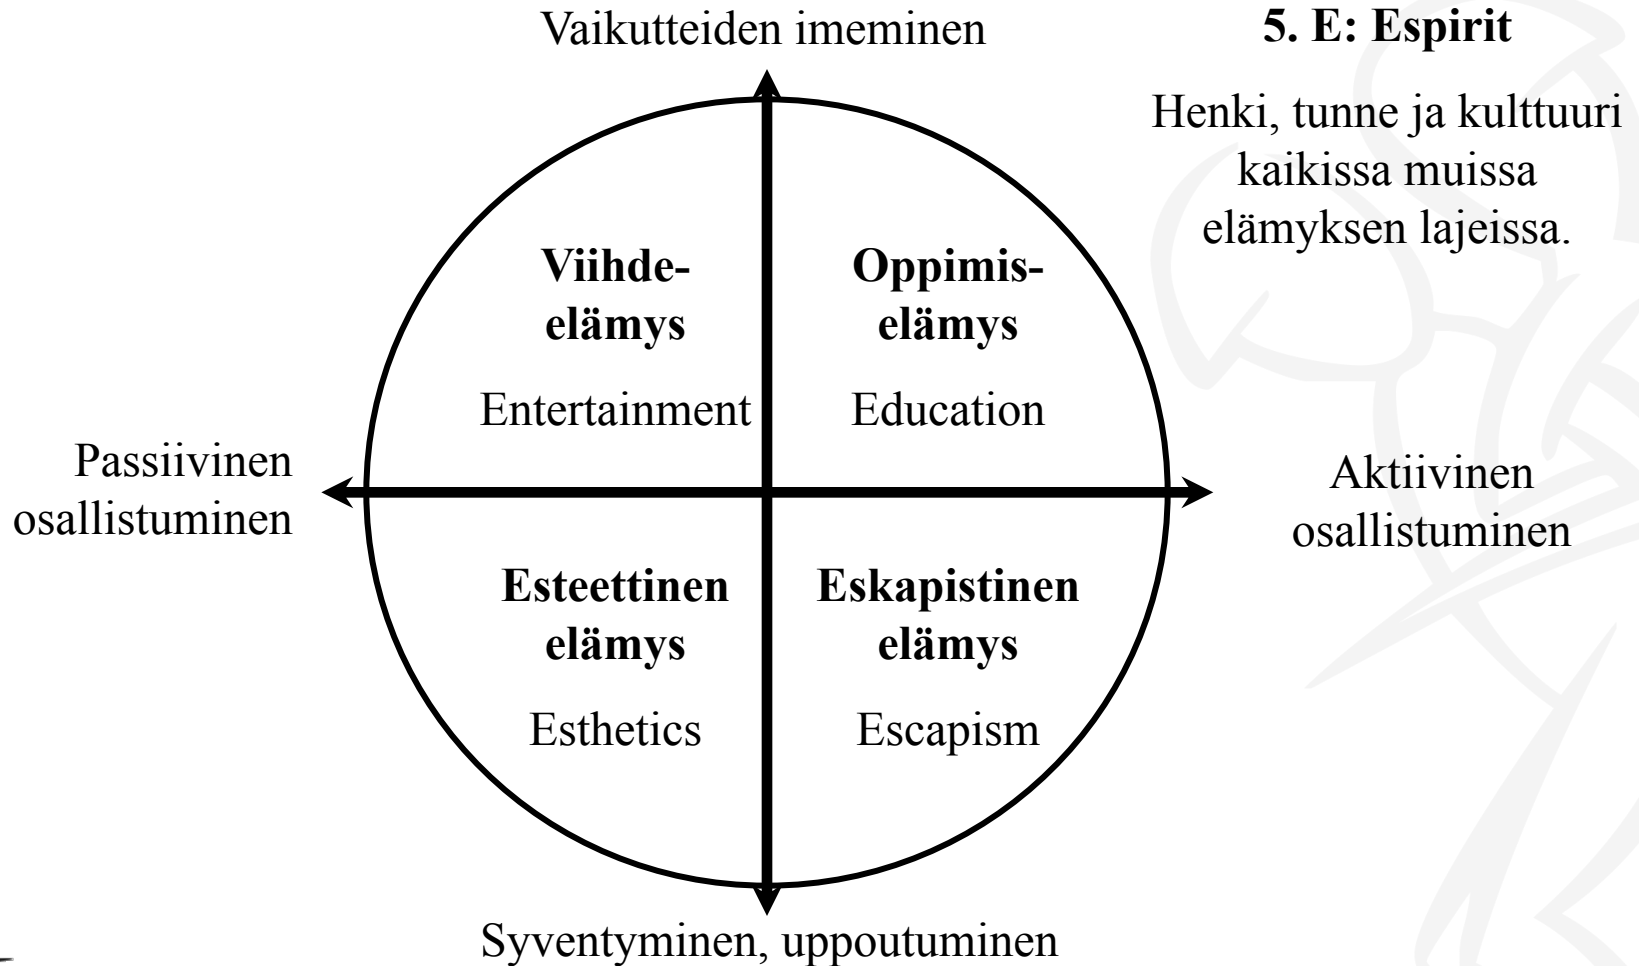 Vaikutteiden imeminen
5. E: Espirit
Henki, tunne ja kulttuuri
kaikissa muissa
elämyksen lajeissa.
Viihde-
elämys
Entertainment
Oppimis-
elämys
Education
Passiivinen
osallistuminen
Aktiivinen
osallistuminen
Esteettinen
elämys
Esthetics
Eskapistinen
elämys
Escapism
Syventyminen, uppoutuminen